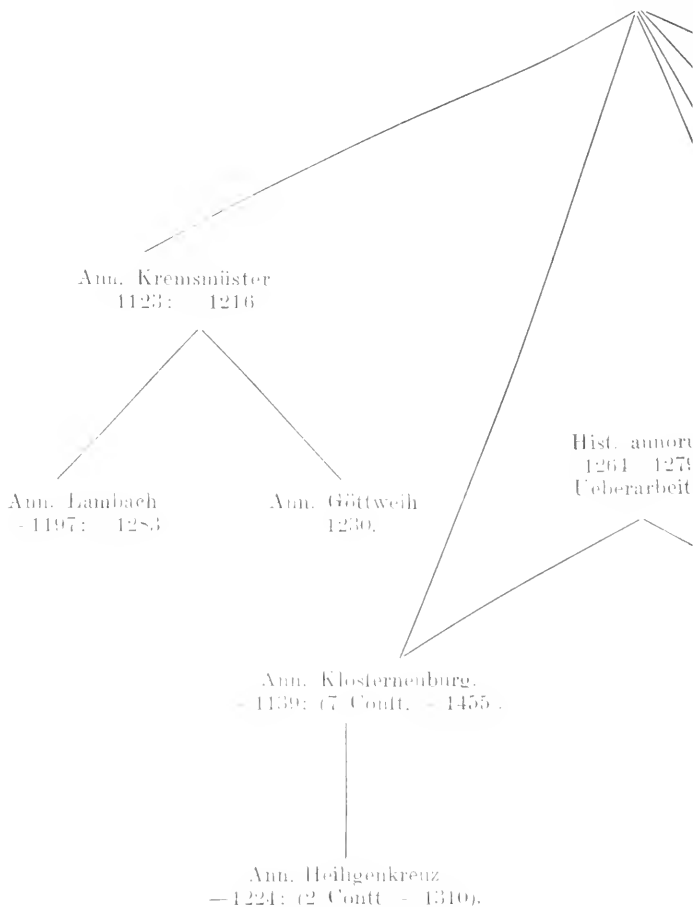 Ann. Kremsmüster
1123: 1216
Hist. annoru
1264 1279
Ueberarbeit
Ann. Lambach
-1197: 1283
Ann. Göttweih
1230.
Ann. Klosterneuburg.
- 1139: (7 Contt. - 1455 .
Ann. Heiligenkreuz
—1224: (2 Contt - 1310).